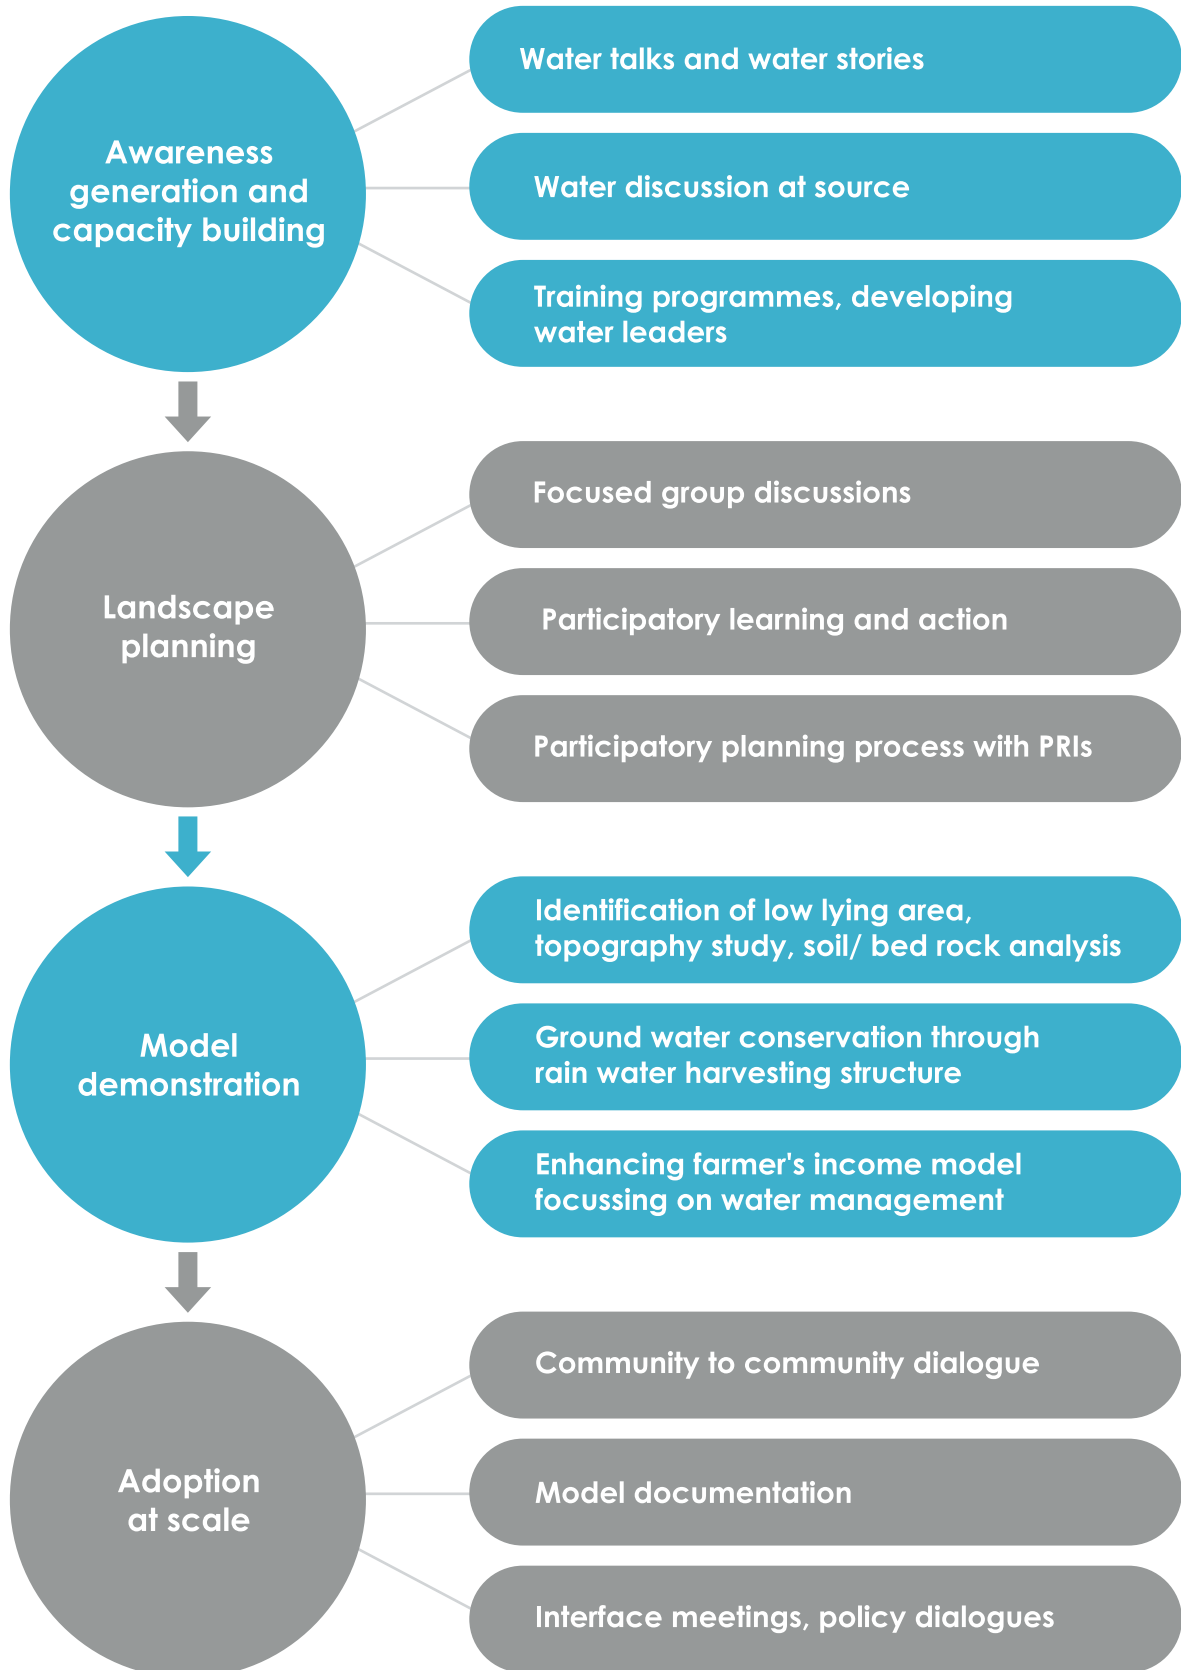 Awareness
generation and
capacity building
Water talks and water stories
Water discussion at source
Training programmes, developing
water leaders
Landscape
planning
Focused group discussions
Participatory learning and action
Participatory planning process with PRIs
Model
demonstration
Identification of low lying area,
topography study, soil/ bed rock analysis
Ground water conservation through
rain water harvesting structure
Enhancing farmer's income model
focussing on water management
Adoption
at scale
Community to community dialogue
Model documentation
Interface meetings, policy dialogues